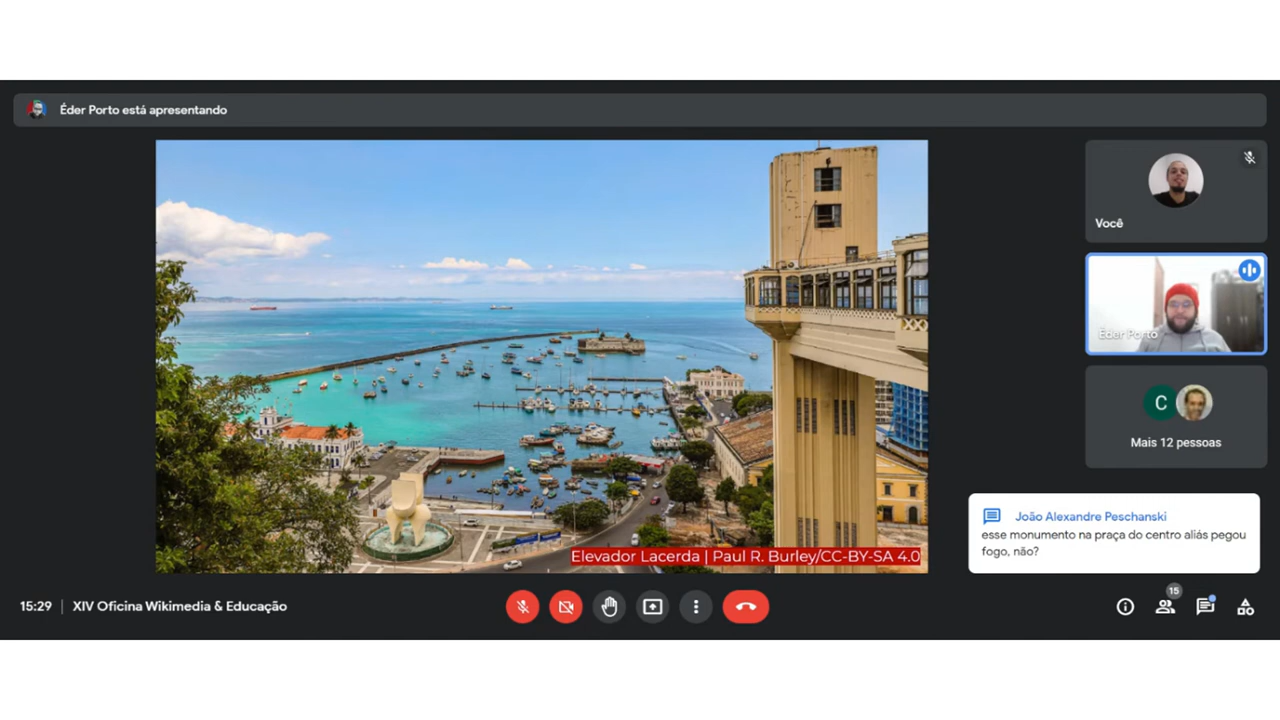 Éder Porto está apresentando
Você
Éder Porto
C
Mais 12 pessoas
João Alexandre Peschanski
esse monumento na praça do centro aliás pegou
fogo, não?
Elevador Lacerda | Paul R. Burley/CC-BY-SA 4.0
15:29 | XIV Oficina Wikimedia & Educação
15